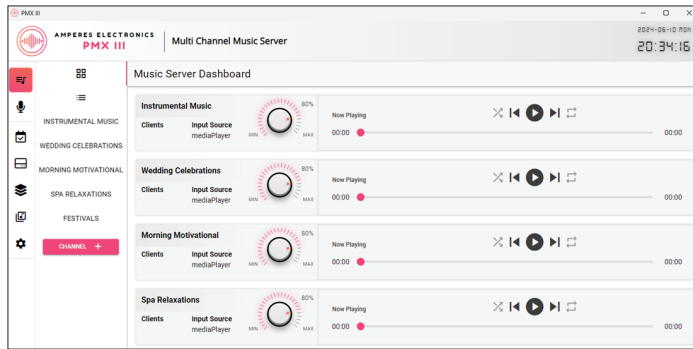 PMX III
AMPERES ELECTRONICS
PMX III
Multi Channel Music Server
2024-06-10 MON
20:34:16
Music Server Dashboard
INSTRUMENTAL MUSIC
WEDDING CELEBRATIONS
MORNING MOTIVATIONAL
SPA RELAXATIONS
FESTIVALS
CHANNEL +
Instrumental Music
Clients Input Source
mediaPlayer
80%
MIN MAX
Now Playing
00:00 00:00
Wedding Celebrations
Clients Input Source
mediaPlayer
80%
MIN MAX
Now Playing
00:00 00:00
Morning Motivational
Clients Input Source
mediaPlayer
80%
MIN MAX
Now Playing
00:00 00:00
Spa Relaxations
Clients Input Source
mediaPlayer
80%
MIN MAX
Now Playing
00:00 00:00